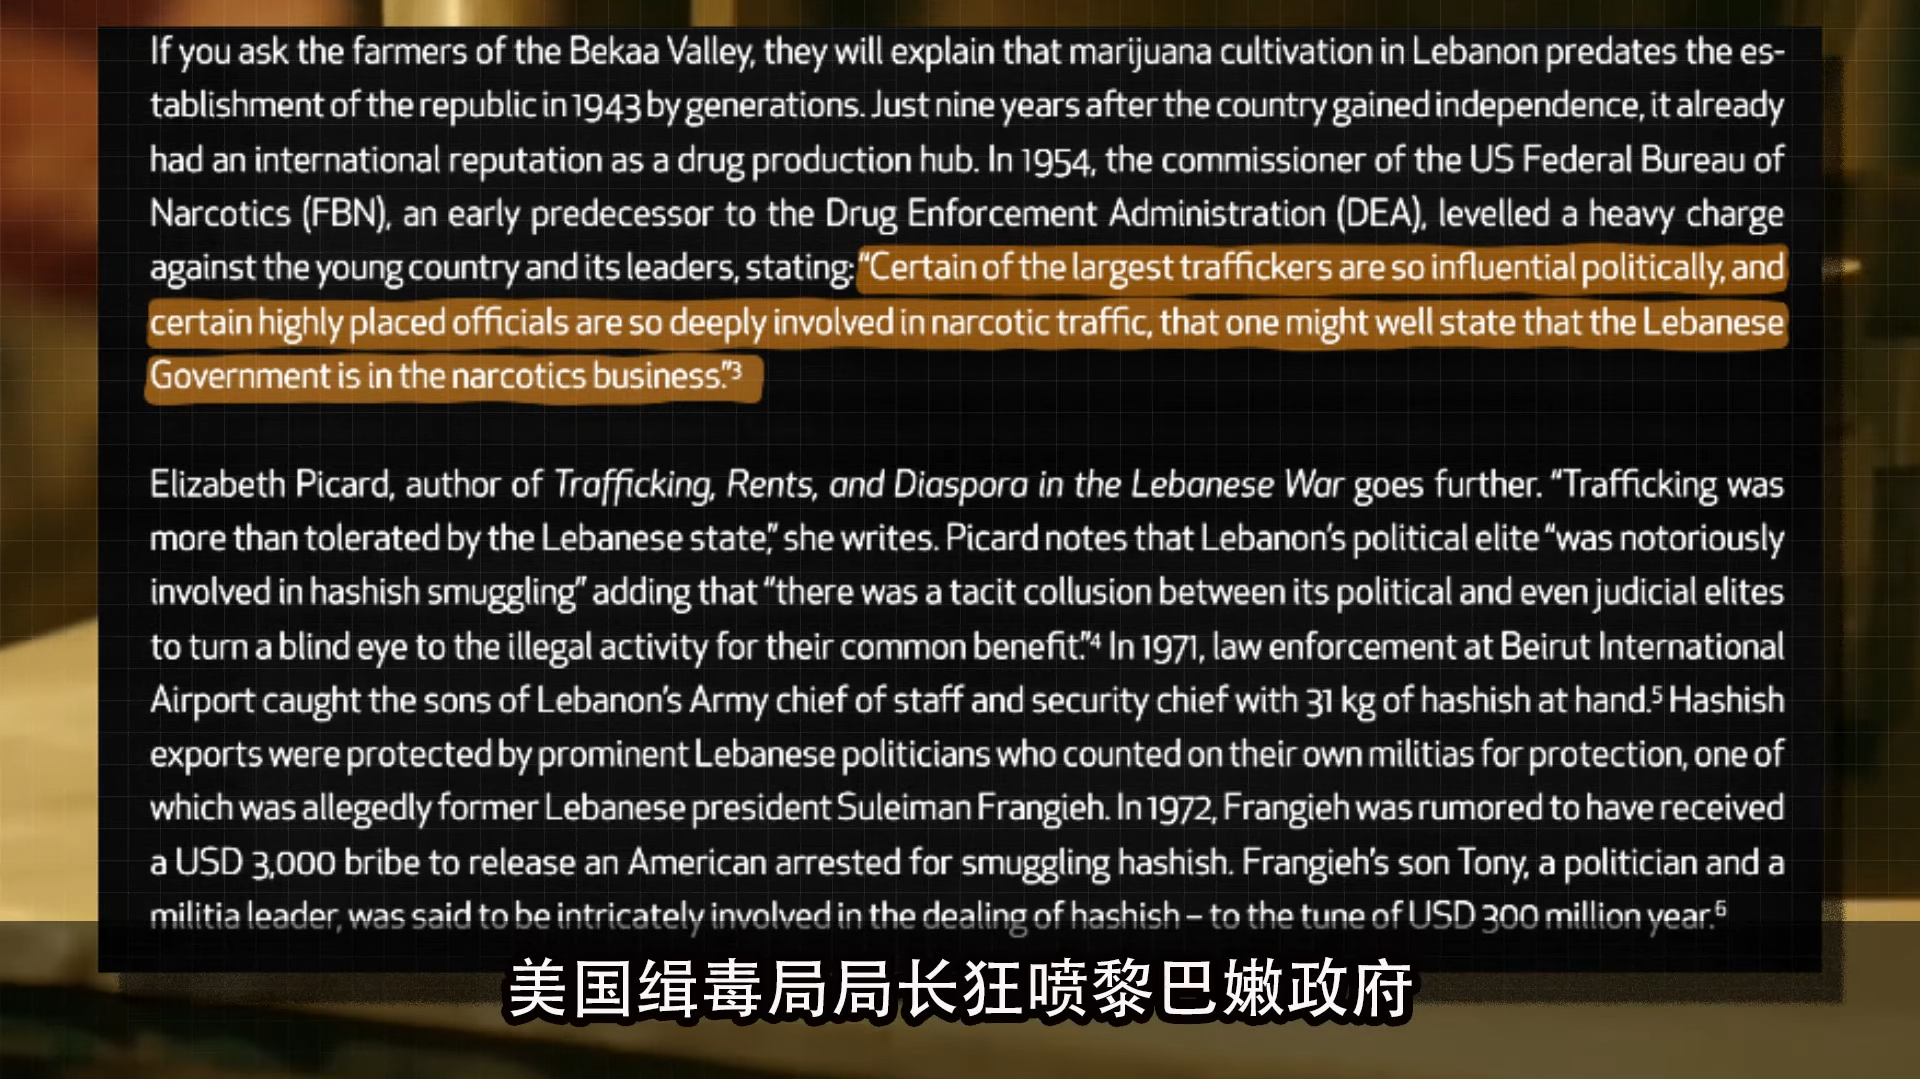 If you ask the farmers of the Bekaa Valley, they will explain that marijuana cultivation in Lebanon predates the es-
tablishment of the republic in 1943 by generations. Just nine years after the country gained independence, it already
had an international reputation as a drug production hub. In 1954, the commissioner of the US Federal Bureau of
Narcotics (FBN), an early predecessor to the Drug Enforcement Administration (DEA), levelled a heavy charge
against the young country and its leaders, stating: “Certain of the largest traffickers are so influential politically, and
certain highly placed officials are so deeply involved in narcotic traffic, that one might well state that the Lebanese
Government is in the narcotics business.”³
Elizabeth Picard, author of Trafficking, Rents, and Diaspora in the Lebanese War goes further. “Trafficking was
more than tolerated by the Lebanese state,” she writes. Picard notes that Lebanon’s political elite “was notoriously
involved in hashish smuggling” adding that “there was a tacit collusion between its political and even judicial elites
to turn a blind eye to the illegal activity for their common benefit.”⁴ In 1971, law enforcement at Beirut International
Airport caught the sons of Lebanon’s Army chief of staff and security chief with 31 kg of hashish at hand.⁵ Hashish
exports were protected by prominent Lebanese politicians who counted on their own militias for protection, one of
which was allegedly former Lebanese president Suleiman Frangieh. In 1972, Frangieh was rumored to have received
a USD 3,000 bribe to release an American arrested for smuggling hashish. Frangieh’s son Tony, a politician and a
militia leader, was said to be intricately involved in the dealing of hashish – to the tune of USD 300 million year.⁶
美国缉毒局局长狂喷黎巴嫩政府